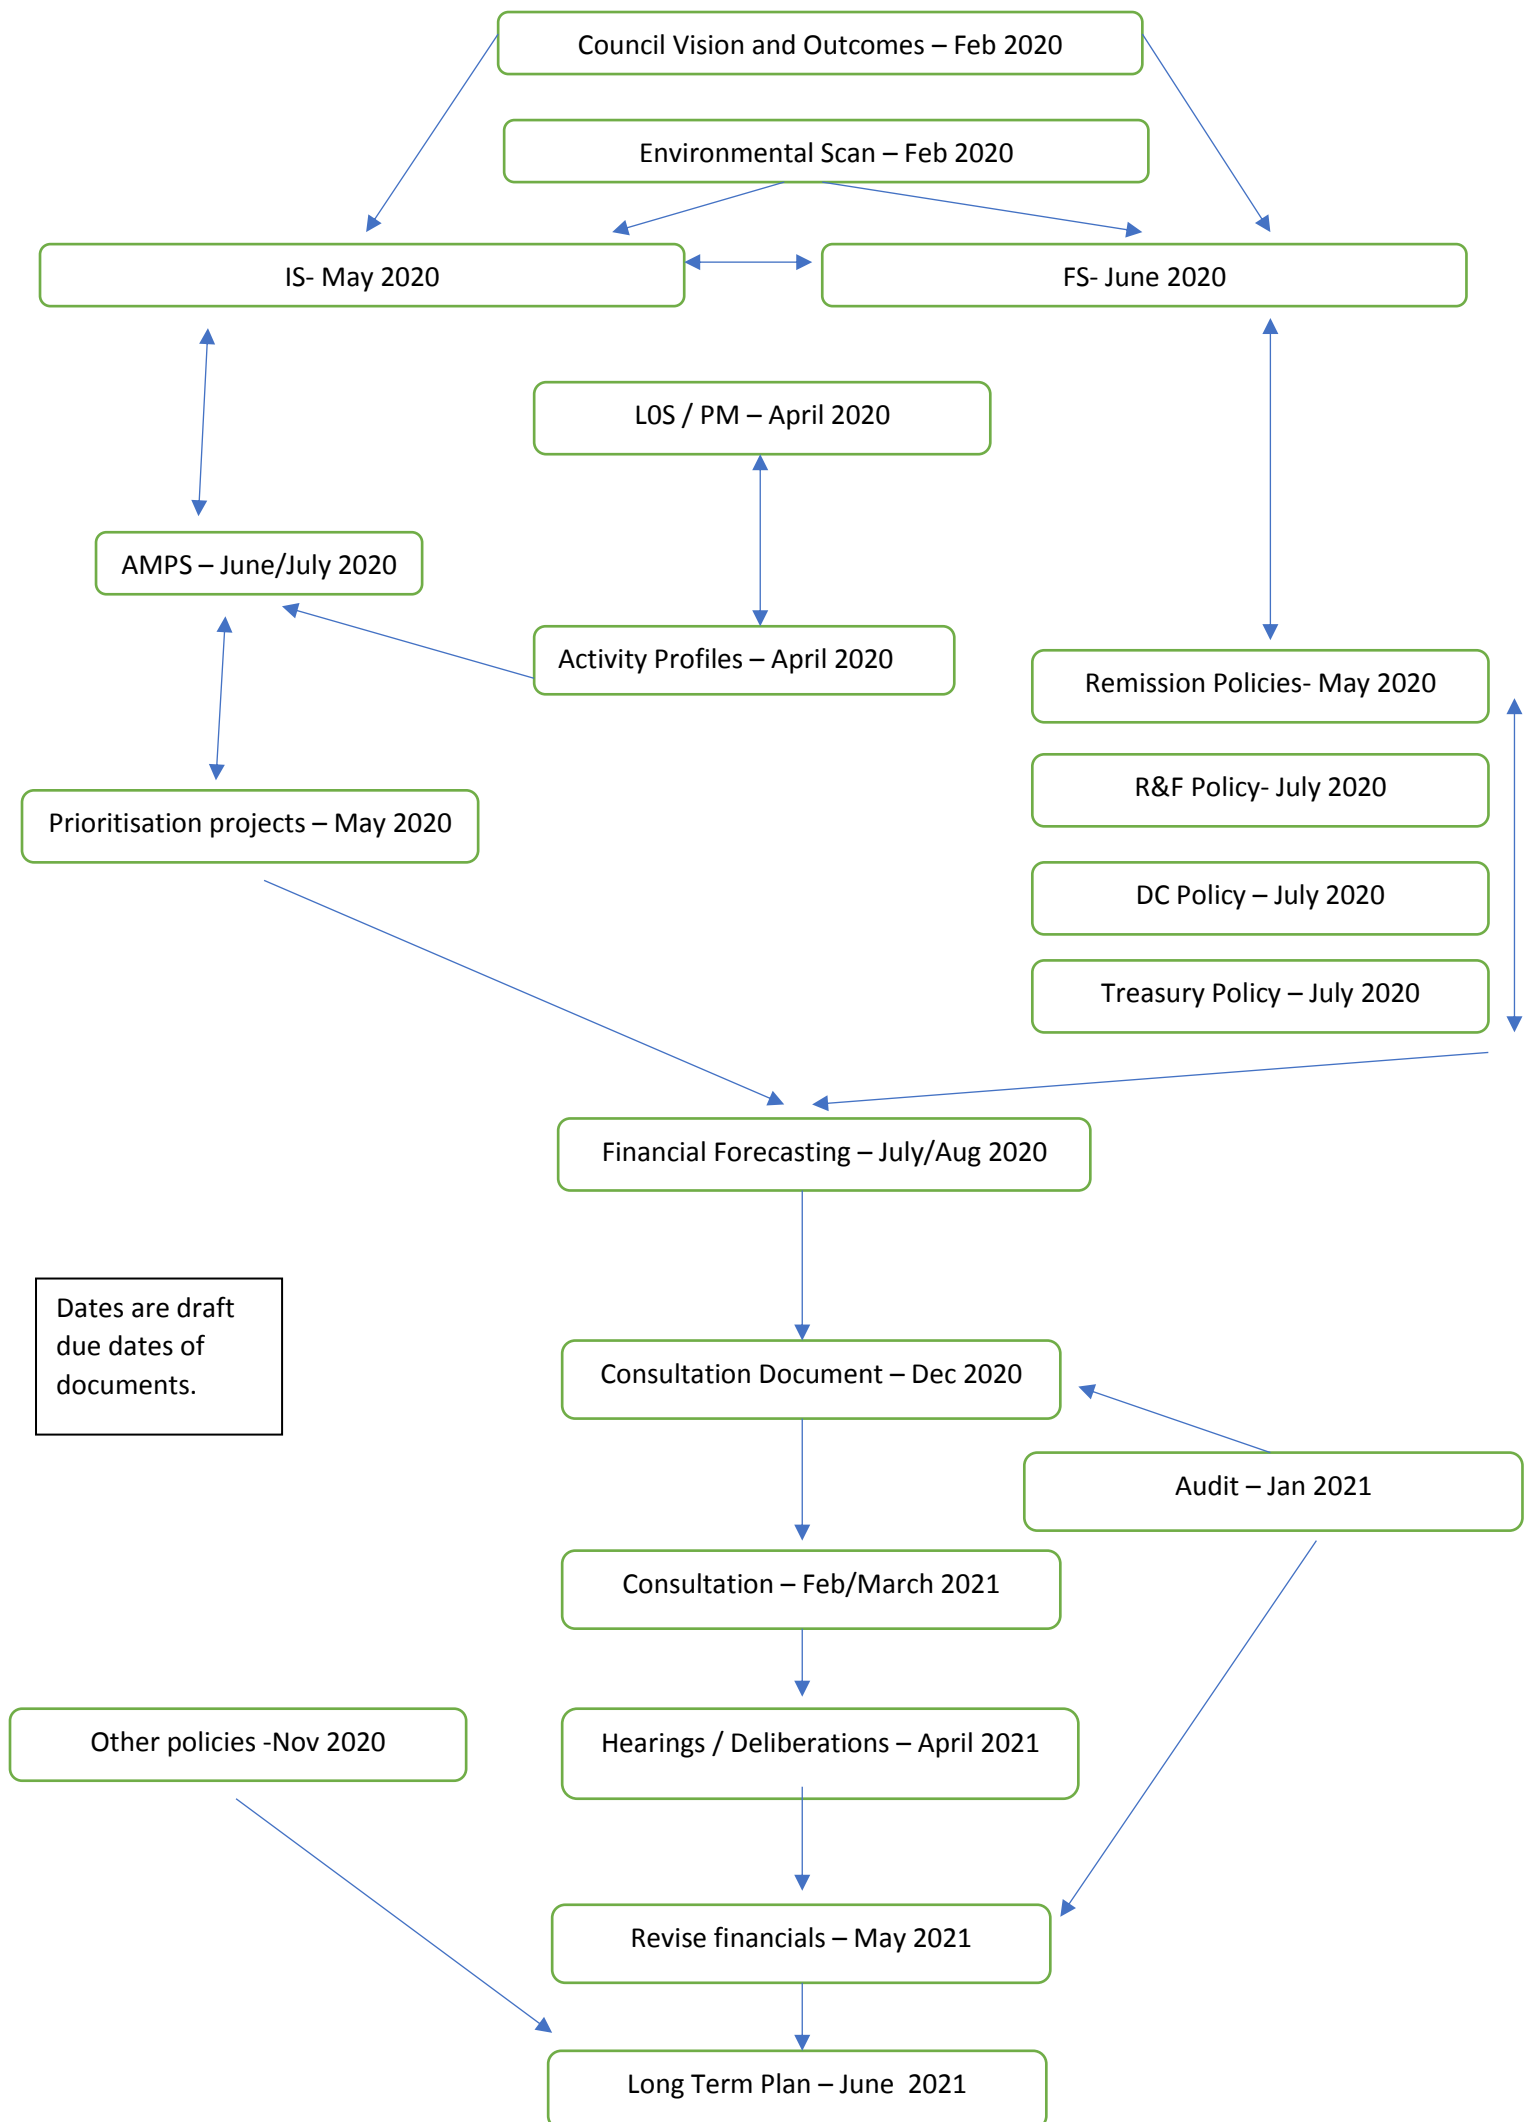 Council Vision and Outcomes – Feb 2020
Environmental Scan – Feb 2020
IS- May 2020
FS- June 2020
L0S / PM – April 2020
AMPS – June/July 2020
Activity Profiles – April 2020
Remission Policies- May 2020
R&F Policy- July 2020
Prioritisation projects – May 2020
DC Policy – July 2020
Treasury Policy – July 2020
Financial Forecasting – July/Aug 2020
Dates are draft
due dates of
documents.
Consultation Document – Dec 2020
Audit – Jan 2021
Consultation – Feb/March 2021
Other policies -Nov 2020
Hearings / Deliberations – April 2021
Revise financials – May 2021
Long Term Plan – June  2021